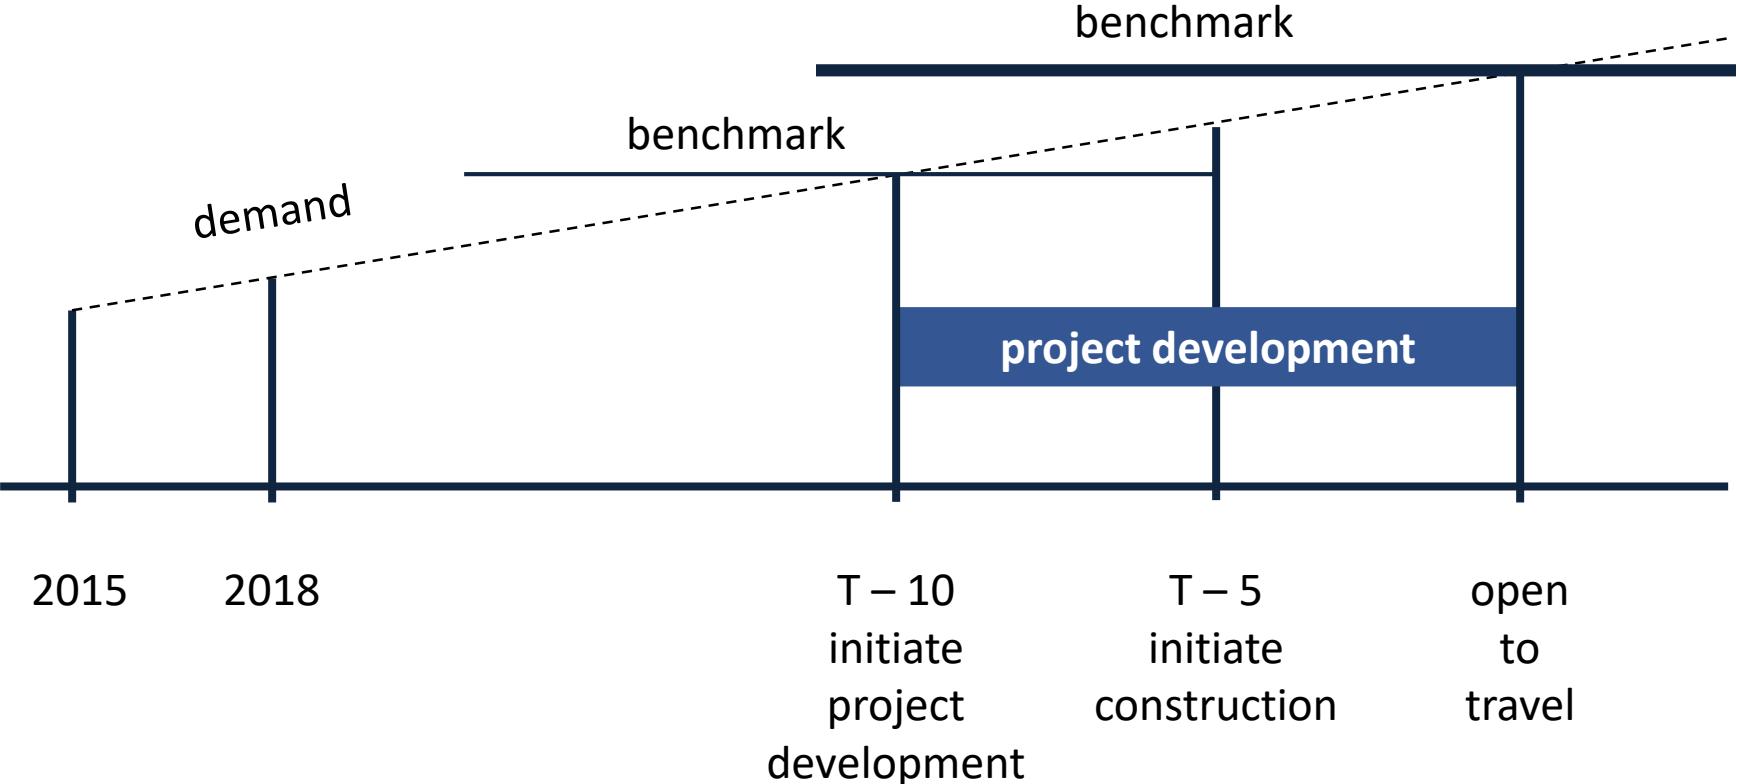 benchmark
benchmark
demand
project development
2015
2018
T – 10
initiate
project
development
T – 5
initiate
construction
open
to
travel